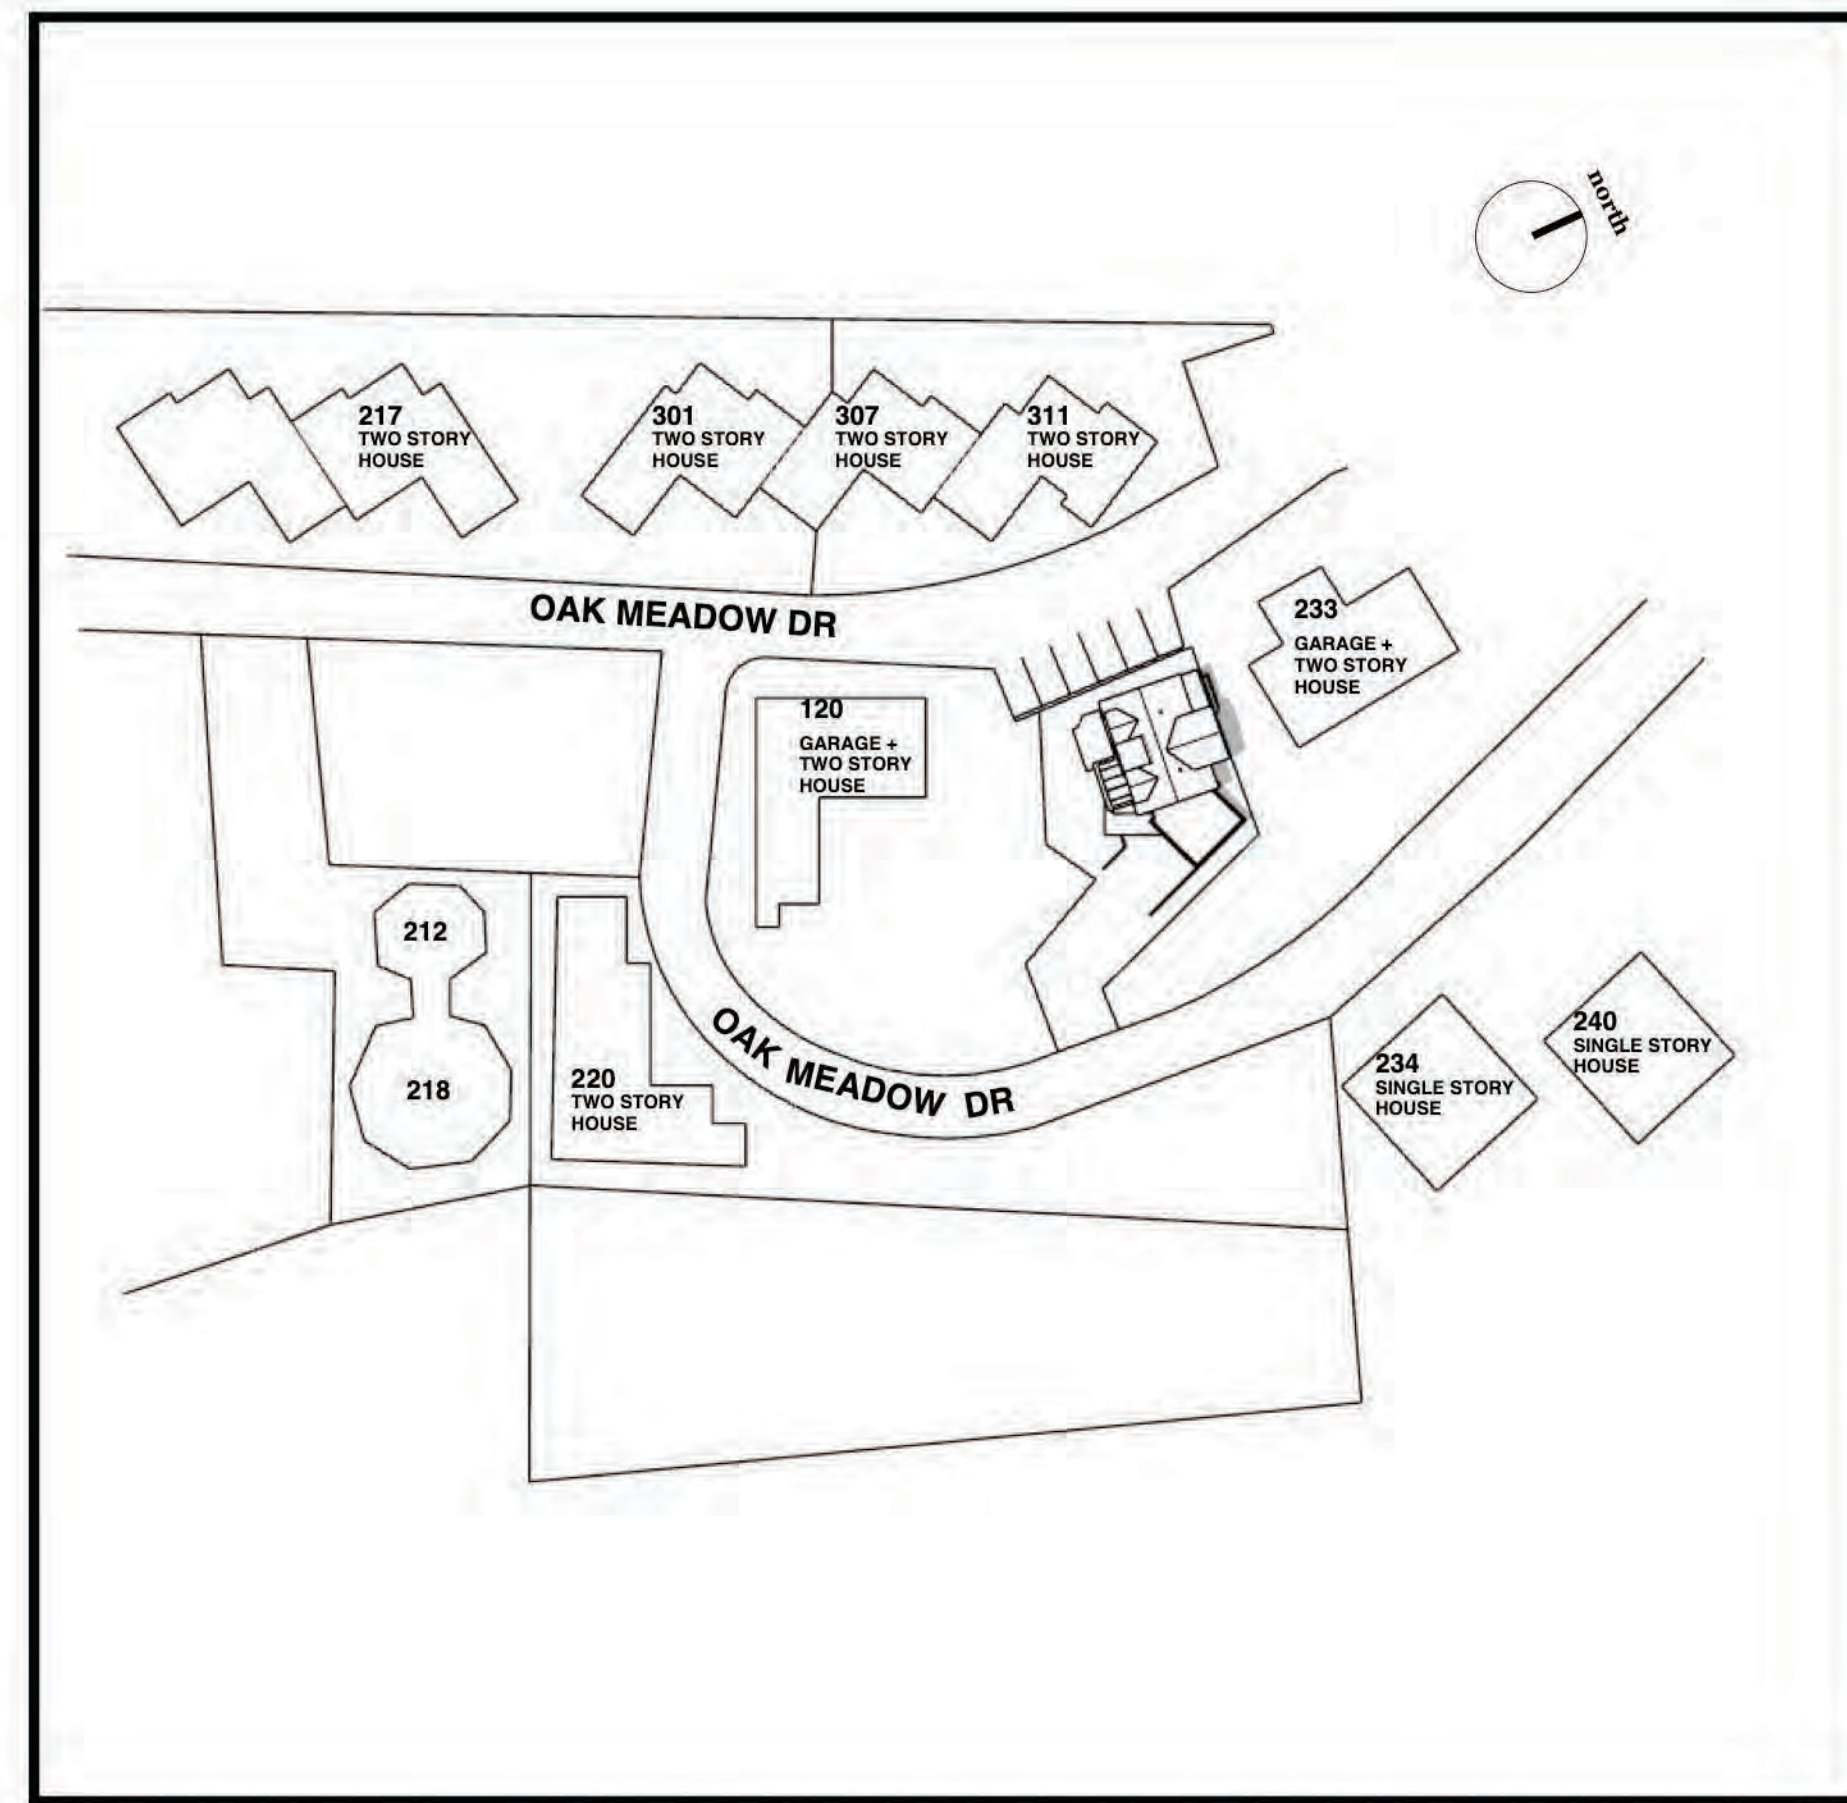 north
217
TWO STORY
HOUSE
301
TWO STORY
HOUSE
307
TWO STORY
HOUSE
311
TWO STORY
HOUSE
OAK MEADOW DR
233
GARAGE +
TWO STORY
HOUSE
120
GARAGE +
TWO STORY
HOUSE
212
218
220
TWO STORY
HOUSE
OAK MEADOW DR
234
SINGLE STORY
HOUSE
240
SINGLE STORY
HOUSE